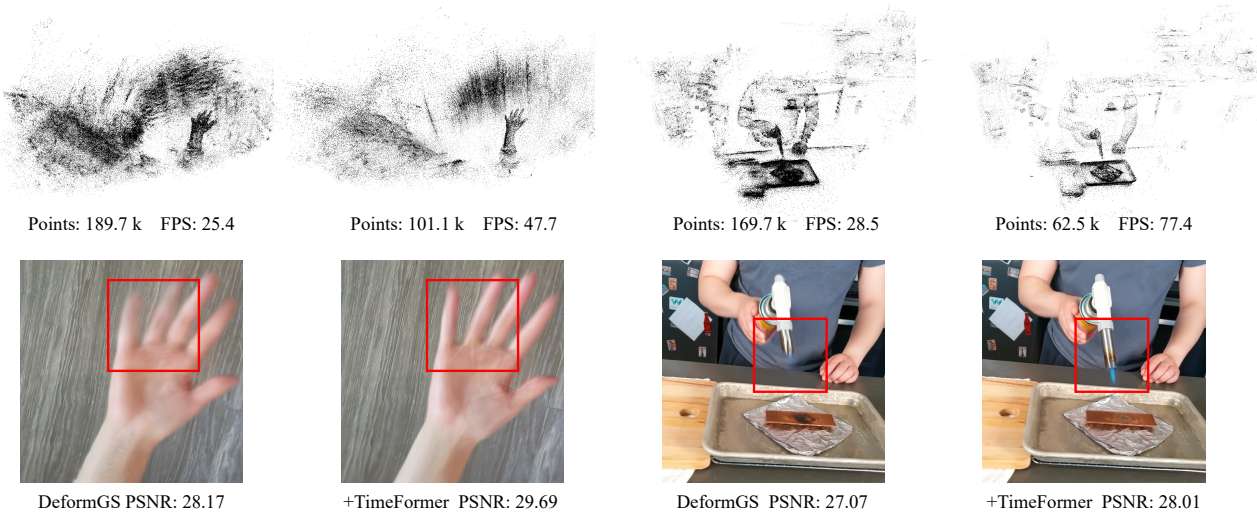 Points: 189.7 k FPS: 25.4
Points: 101.1 k FPS: 47.7
Points: 169.7 k FPS: 28.5
Points: 62.5 k FPS: 77.4
DeformGS PSNR: 28.17
+TimeFormer PSNR: 29.69
DeformGS PSNR: 27.07
+TimeFormer PSNR: 28.01